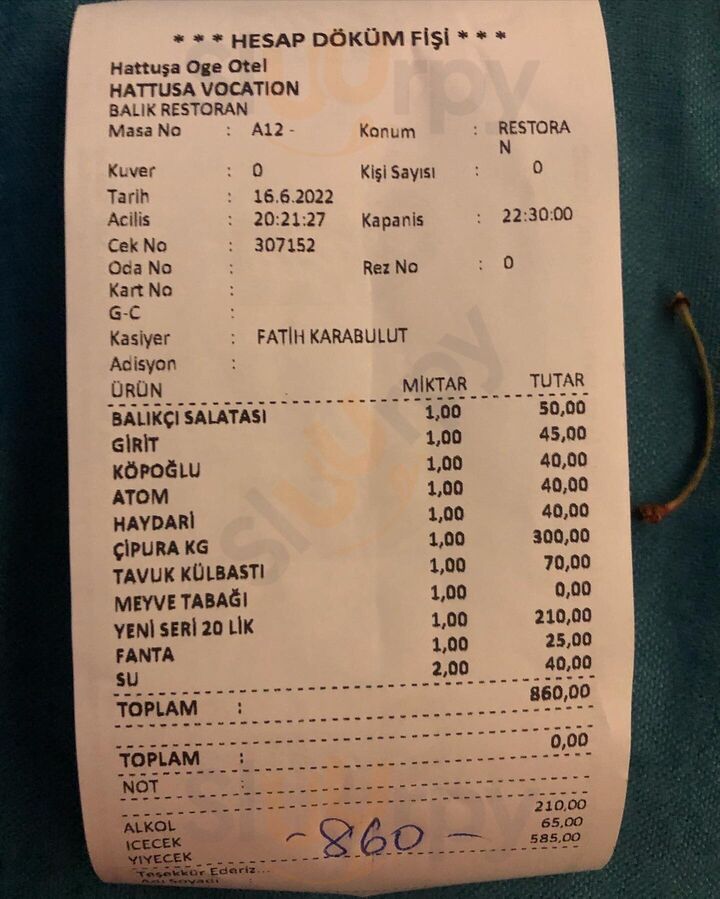 * * * HESAP DÖKÜM FİŞİ * * *
Hattuşa Oge Otel
HATTUSA VOCATION
BALIK RESTORAN
Masa No : A12 - Konum : RESTORA
N
Kuver : 0 Kişi Sayısı : 0
Tarih : 16.6.2022
Acilis : 20:21:27 Kapanis : 22:30:00
Cek No : 307152
Oda No : Rez No : 0
Kart No :
G-C :
Kasiyer : FATİH KARABULUT
Adisyon :
ÜRÜN MİKTAR TUTAR
BALIKÇI SALATASI 1,00 50,00
GİRİT 1,00 45,00
KÖPOĞLU 1,00 40,00
ATOM 1,00 40,00
HAYDARİ 1,00 40,00
ÇİPURA KG 1,00 300,00
TAVUK KÜLBASTI 1,00 70,00
MEYVE TABAĞI 1,00 0,00
YENİ SERİ 20 LİK 1,00 210,00
FANTA 1,00 25,00
SU 2,00 40,00
TOPLAM : 860,00
TOPLAM : 0,00
NOT :
ALKOL 210,00
ICECEK 65,00
YIYECEK 585,00
- 860 -
Teşekkür Ederiz...
Adı Soyadı :
sluurpy
sluurpy
sluurpy